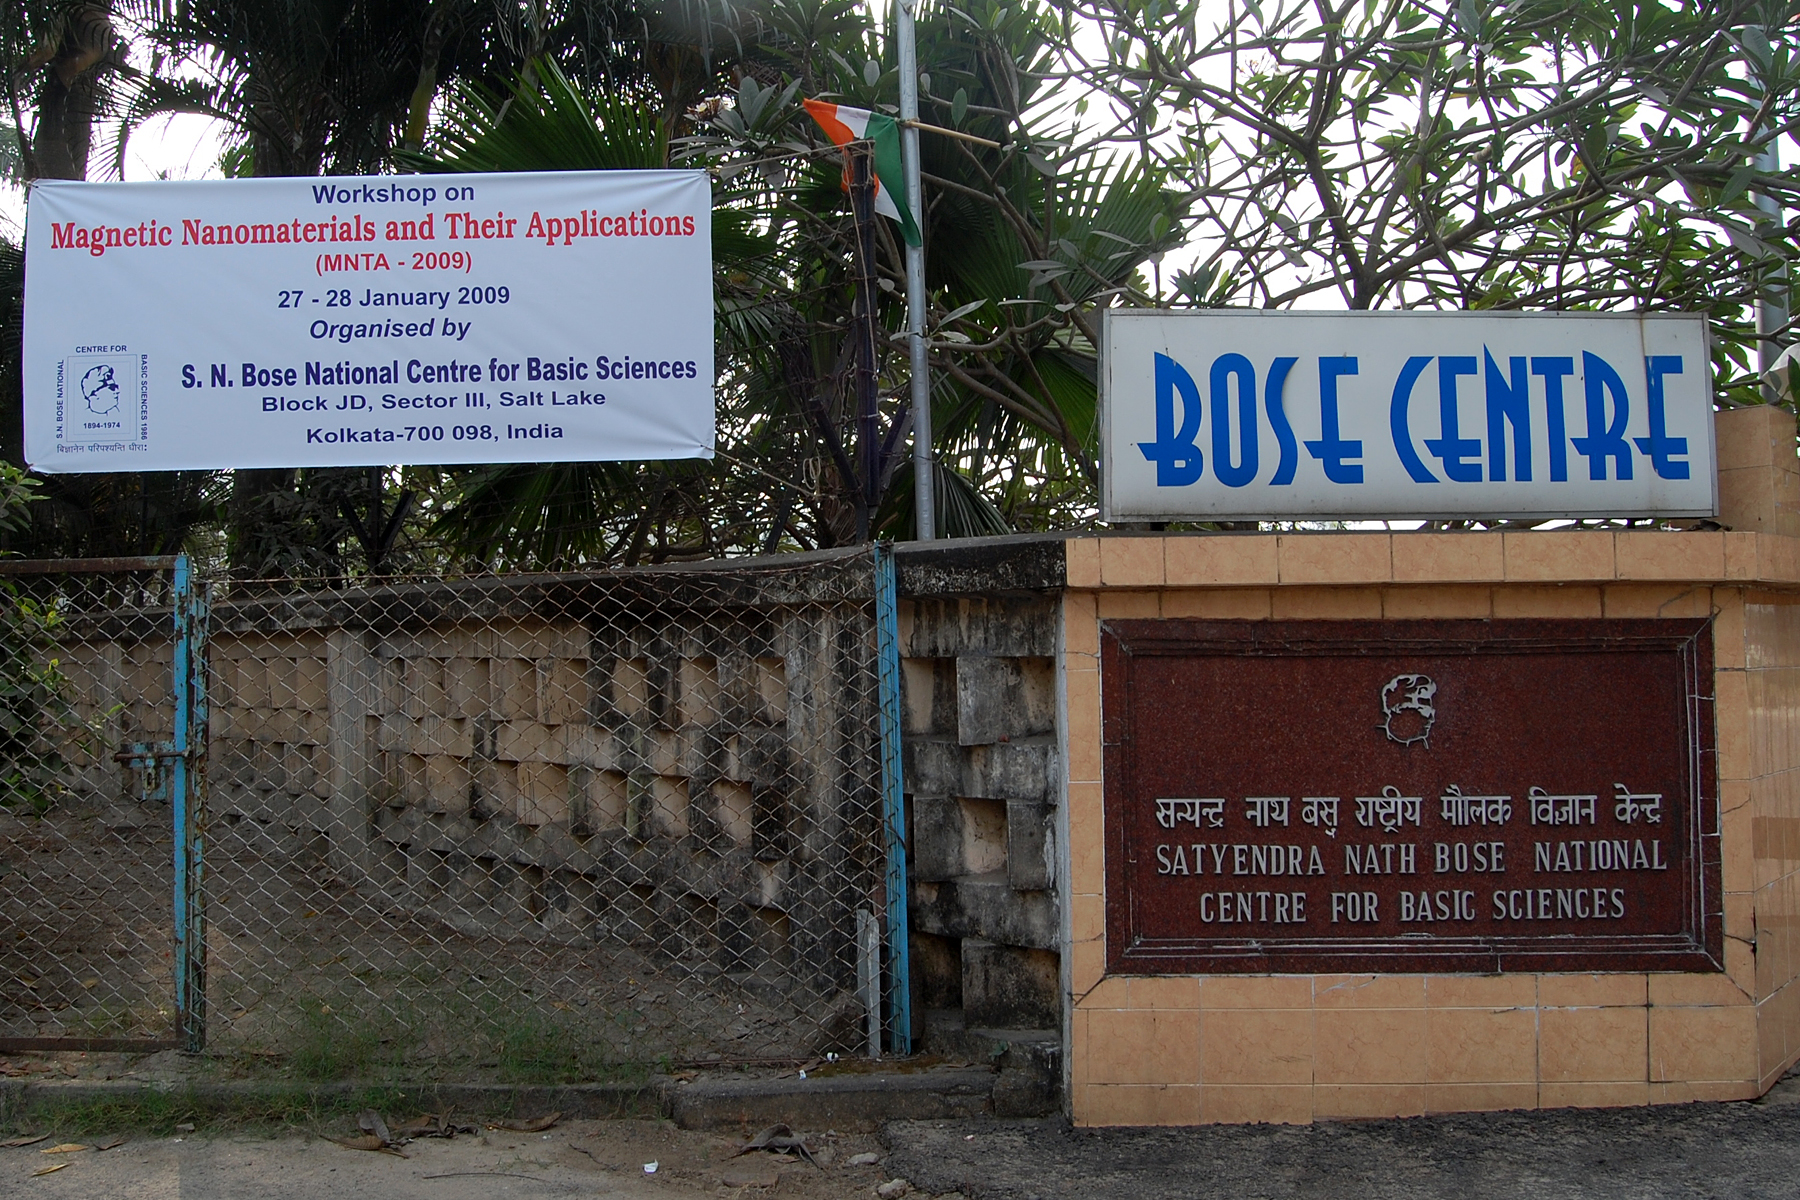 Workshop on
Magnetic Nanomaterials and Their Applications
(MNTA - 2009)
27 - 28 January 2009
Organised by
S. N. Bose National Centre for Basic Sciences
Block JD, Sector III, Salt Lake
Kolkata-700 098, India
CENTRE FOR
S.N. BOSE NATIONAL
BASIC SCIENCES 1986
1894-1974
BOSE CENTRE
सत्यन्द्र नाथ बसु राष्ट्रीय मौलिक विज्ञान केन्द्र
SATYENDRA NATH BOSE NATIONAL
CENTRE FOR BASIC SCIENCES